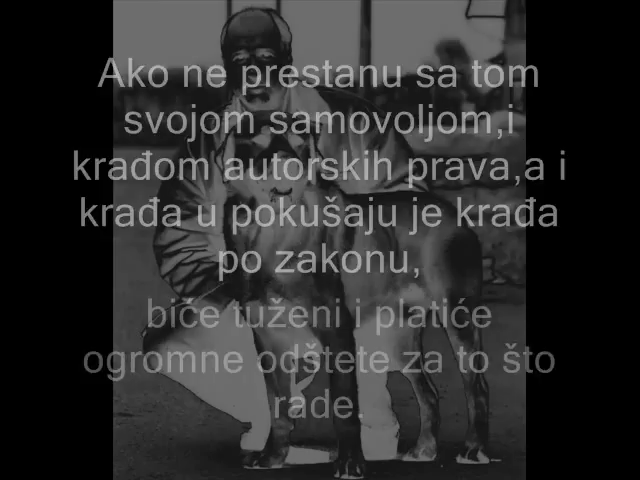 Ako ne prestanu sa tom
svojom samovoljom,i
krađom autorskih prava,a i
krađa u pokušaju je krađa
po zakonu,
biće tuženi i platiće
ogromne odštete za to što
rade.